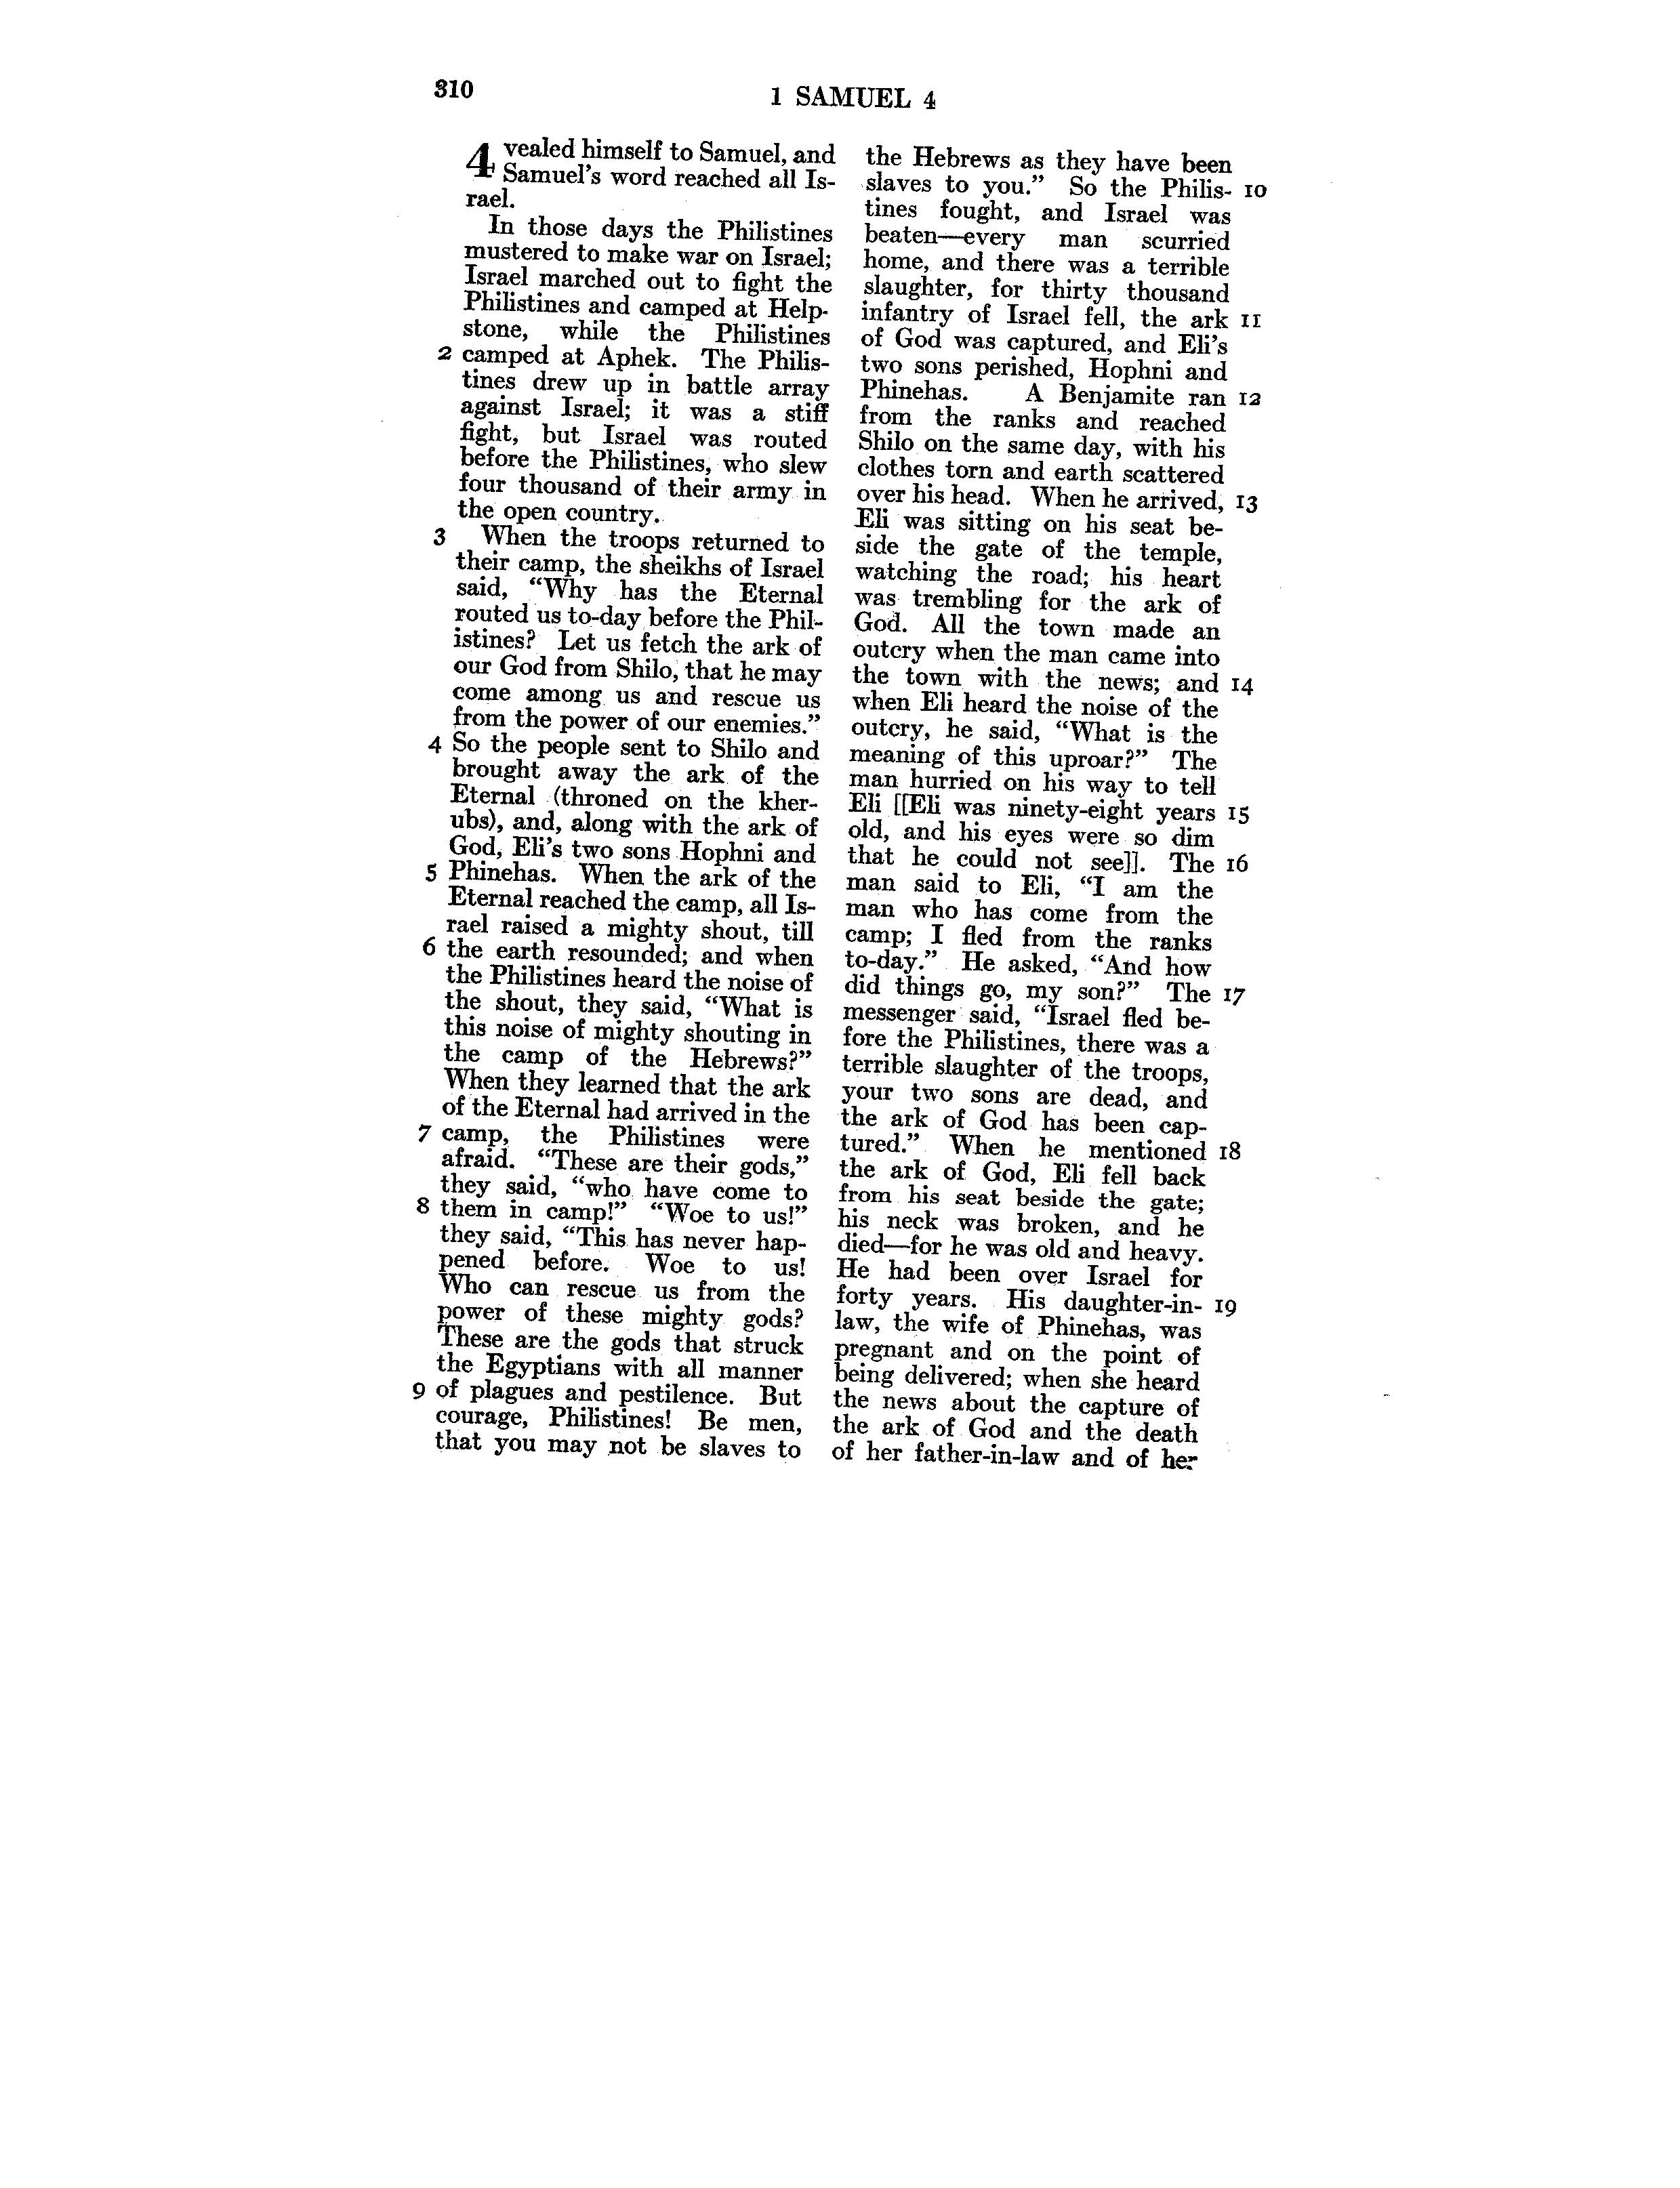 310
1 SAMUEL 4
4 vealed himself to Samuel, and
Samuel's word reached all Is-
rael.
In those days the Philistines
mustered to make war on Israel;
Israel marched out to fight the
Philistines and camped at Help-
stone, while the Philistines
2 camped at Aphek. The Philis-
tines drew up in battle array
against Israel; it was a stiff
fight, but Israel was routed
before the Philistines, who slew
four thousand of their army in
the open country.
3 When the troops returned to
their camp, the sheikhs of Israel
said, “Why has the Eternal
routed us to-day before the Phil-
istines? Let us fetch the ark of
our God from Shilo, that he may
come among us and rescue us
from the power of our enemies.”
4 So the people sent to Shilo and
brought away the ark of the
Eternal (throned on the kher-
ubs), and, along with the ark of
God, Eli's two sons Hophni and
5 Phinehas. When the ark of the
Eternal reached the camp, all Is-
rael raised a mighty shout, till
6 the earth resounded; and when
the Philistines heard the noise of
the shout, they said, “What is
this noise of mighty shouting in
the camp of the Hebrews?”
When they learned that the ark
of the Eternal had arrived in the
7 camp, the Philistines were
afraid. “These are their gods,”
they said, “who have come to
8 them in camp!” “Woe to us!”
they said, “This has never hap-
pened before. Woe to us!
Who can rescue us from the
power of these mighty gods?
These are the gods that struck
the Egyptians with all manner
9 of plagues and pestilence. But
courage, Philistines! Be men,
that you may not be slaves to
the Hebrews as they have been
slaves to you.” So the Philis- 10
tines fought, and Israel was
beaten—every man scurried
home, and there was a terrible
slaughter, for thirty thousand
infantry of Israel fell, the ark 11
of God was captured, and Eli's
two sons perished, Hophni and
Phinehas. A Benjamite ran 12
from the ranks and reached
Shilo on the same day, with his
clothes torn and earth scattered
over his head. When he arrived, 13
Eli was sitting on his seat be-
side the gate of the temple,
watching the road; his heart
was trembling for the ark of
God. All the town made an
outcry when the man came into
the town with the news; and 14
when Eli heard the noise of the
outcry, he said, “What is the
meaning of this uproar?” The
man hurried on his way to tell
Eli [[Eli was ninety-eight years 15
old, and his eyes were so dim
that he could not see]]. The 16
man said to Eli, “I am the
man who has come from the
camp; I fled from the ranks
to-day.” He asked, “And how
did things go, my son?” The 17
messenger said, “Israel fled be-
fore the Philistines, there was a
terrible slaughter of the troops,
your two sons are dead, and
the ark of God has been cap-
tured.” When he mentioned 18
the ark of God, Eli fell back
from his seat beside the gate;
his neck was broken, and he
died—for he was old and heavy.
He had been over Israel for
forty years. His daughter-in- 19
law, the wife of Phinehas, was
pregnant and on the point of
being delivered; when she heard
the news about the capture of
the ark of God and the death
of her father-in-law and of her